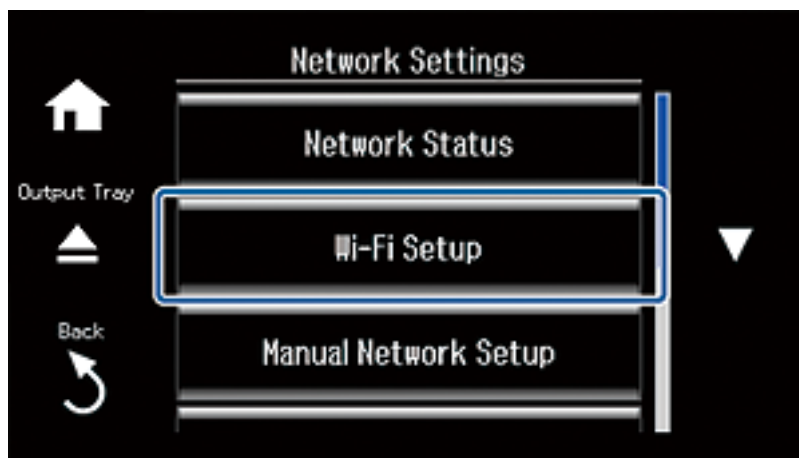 Network Settings
Network Status
Output Tray
Wi-Fi Setup
Back
Manual Network Setup